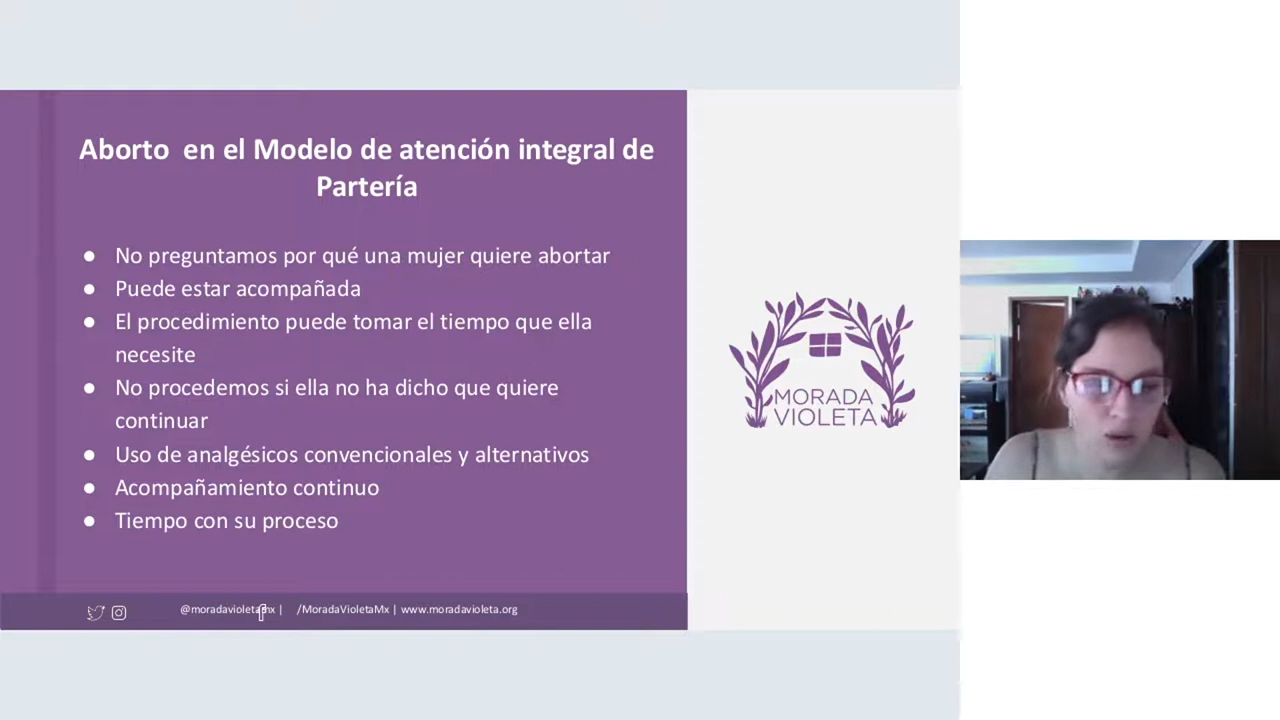 Aborto en el Modelo de atención integral de
Partería
● No preguntamos por qué una mujer quiere abortar
● Puede estar acompañada
● El procedimiento puede tomar el tiempo que ella
necesite
● No procedemos si ella no ha dicho que quiere
continuar
● Uso de analgésicos convencionales y alternativos
● Acompañamiento continuo
● Tiempo con su proceso
MORADA
VIOLETA
@moradavioletamx | /MoradaVioletaMx | www.moradavioleta.org